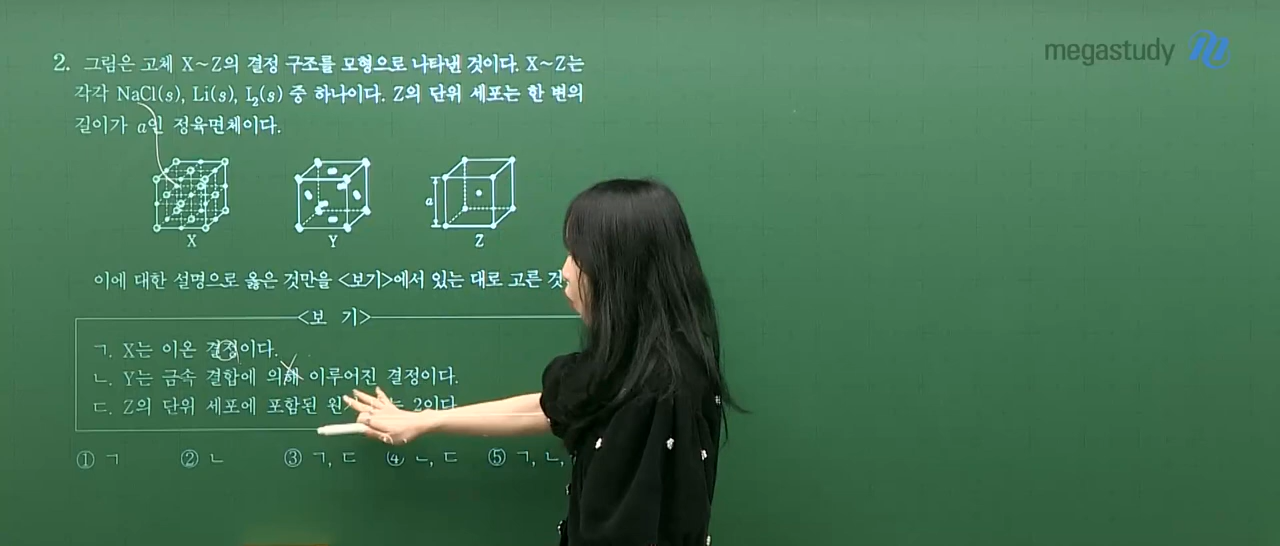 megastudy
2. 그림은 고체 X~Z의 결정 구조를 모형으로 나타낸 것이다. X~Z는
각각 NaCl(s), Li(s), I₂(s) 중 하나이다. Z의 단위 세포는 한 변의
길이가 a인 정육면체이다.
a
X Y Z
이에 대한 설명으로 옳은 것만을 <보기>에서 있는 대로 고른 것
<보 기>
ㄱ. X는 이온 결정이다.
ㄴ. Y는 금속 결합에 의해 이루어진 결정이다.
ㄷ. Z의 단위 세포에 포함된 2이다.
① ㄱ ② ㄴ ③ ㄱ, ㄷ ④ ㄴ, ㄷ ⑤ ㄱ, ㄴ,